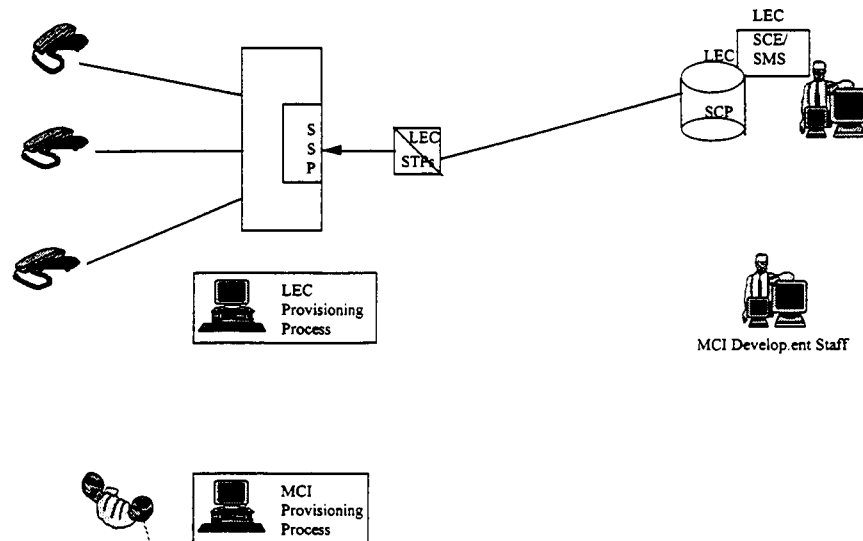 LEC
SCE/
SMS
LEC
SCP
S
S
P
LEC
STPs
LEC
Provisioning
Process
MCI Develop.ent Staff
MCI
Provisioning
Process